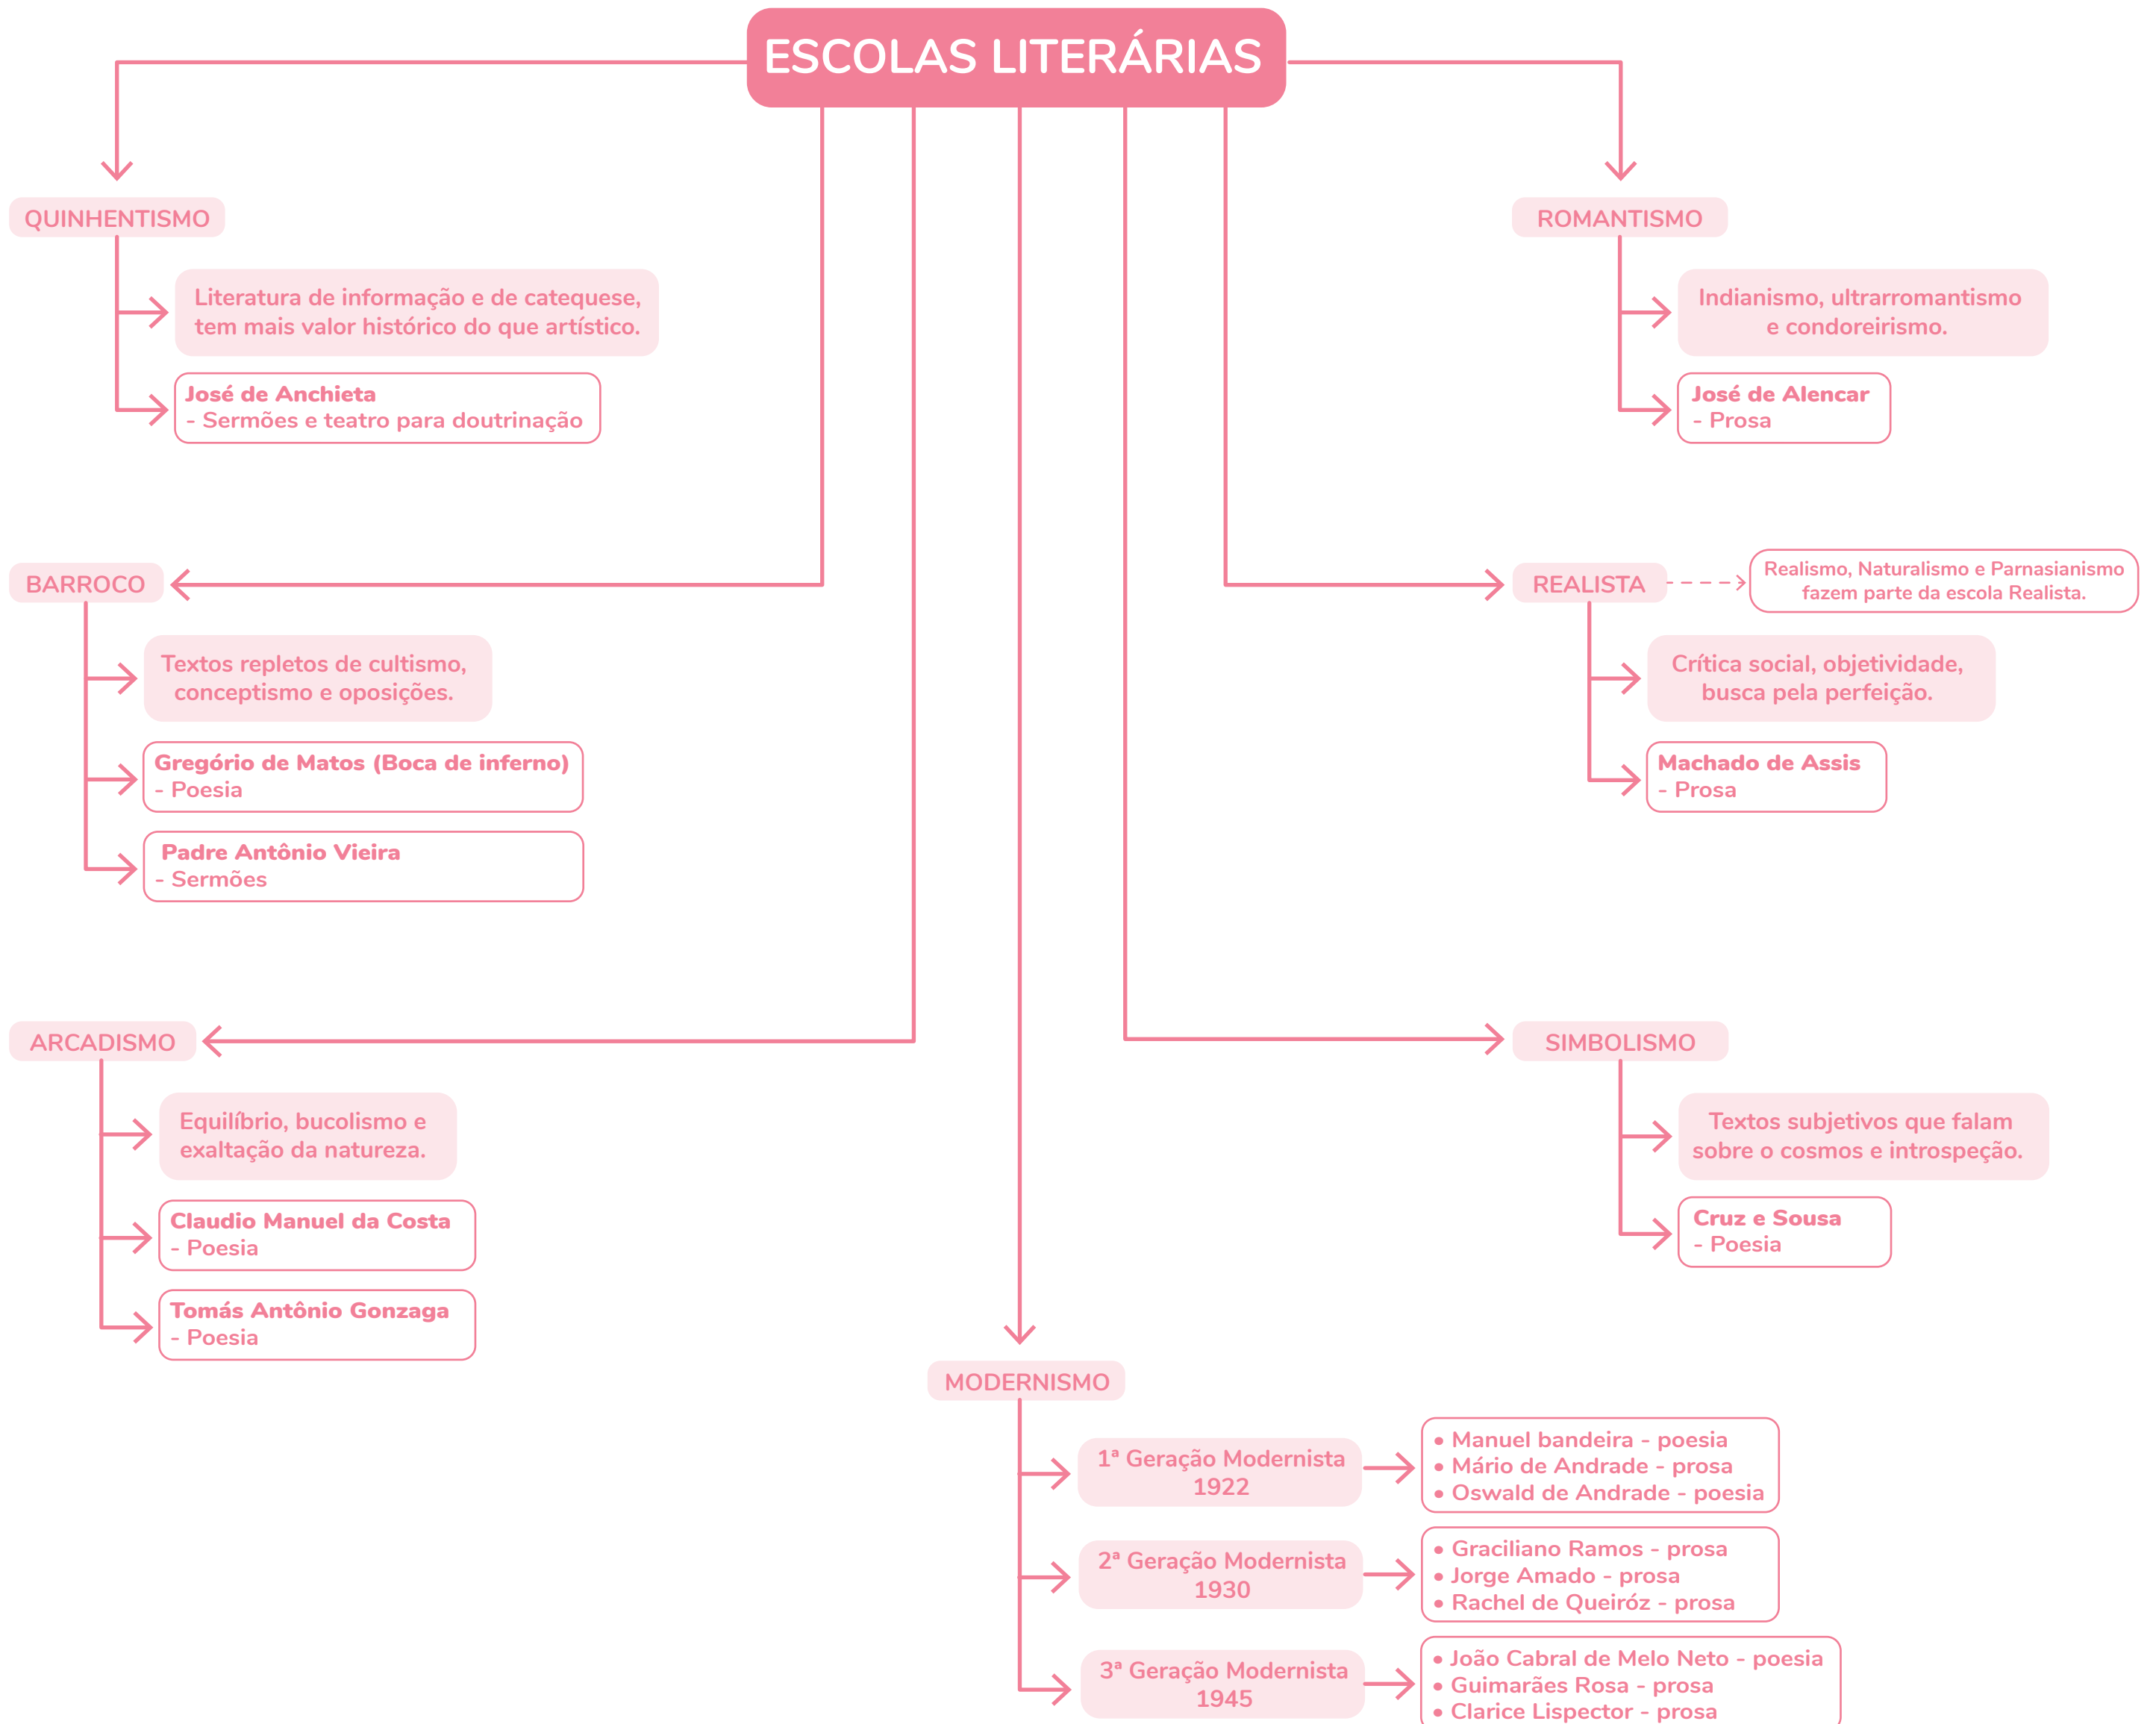 ESCOLAS LITERÁRIAS
QUINHENTISMO
Literatura de informação e de catequese,
tem mais valor histórico do que artístico.
José de Anchieta
- Sermões e teatro para doutrinação
BARROCO
Textos repletos de cultismo,
conceptismo e oposições.
Gregório de Matos (Boca de inferno)
- Poesia
Padre Antônio Vieira
- Sermões
ARCADISMO
Equilíbrio, bucolismo e
exaltação da natureza.
Claudio Manuel da Costa
- Poesia
Tomás Antônio Gonzaga
- Poesia
ROMANTISMO
Indianismo, ultrarromantismo
e condoreirismo.
José de Alencar
- Prosa
REALISTA
Realismo, Naturalismo e Parnasianismo
fazem parte da escola Realista.
Crítica social, objetividade,
busca pela perfeição.
Machado de Assis
- Prosa
SIMBOLISMO
Textos subjetivos que falam
sobre o cosmos e introspeção.
Cruz e Sousa
- Poesia
MODERNISMO
1ª Geração Modernista
1922
• Manuel bandeira - poesia
• Mário de Andrade - prosa
• Oswald de Andrade - poesia
2ª Geração Modernista
1930
• Graciliano Ramos - prosa
• Jorge Amado - prosa
• Rachel de Queiróz - prosa
3ª Geração Modernista
1945
• João Cabral de Melo Neto - poesia
• Guimarães Rosa - prosa
• Clarice Lispector - prosa